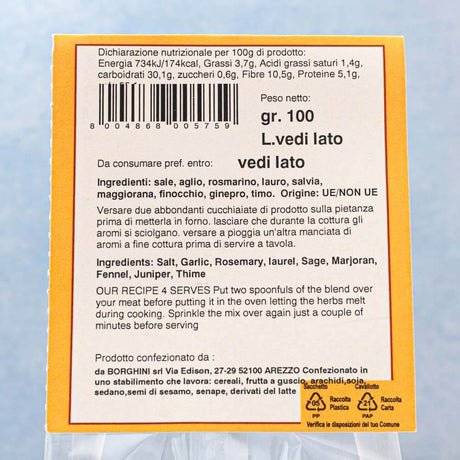 Dichiarazione nutrizionale per 100g di prodotto:
Energia 734kJ/174kcal, Grassi 3,7g, Acidi grassi saturi 1,4g,
carboidrati 30,1g, zuccheri 0,6g, Fibre 10,5g, Proteine 5,1g,
8 004868 005759
Peso netto:
gr. 100
L.vedi lato
Da consumare pref. entro: vedi lato
Ingredienti: sale, aglio, rosmarino, lauro, salvia,
maggiorana, finocchio, ginepro, timo. Origine: UE/NON UE
Versare due abbondanti cucchiaiate di prodotto sulla pietanza
prima di metterla in forno. lasciare che durante la cottura gli
aromi si sciolgano. versare a pioggia un'altra manciata di
aromi a fine cottura prima di servire a tavola.
Ingredients: Salt, Garlic, Rosemary, laurel, Sage, Marjoran,
Fennel, Juniper, Thime
OUR RECIPE 4 SERVES Put two spoonfuls of the blend over
your meat before putting it in the oven letting the herbs melt
during cooking. Sprinkle the mix over again just a couple of
minutes before serving
Prodotto confezionato da :
da BORGHINI srl Via Edison, 27-29 52100 AREZZO Confezionato in
uno stabilimento che lavora: cereali, frutta a guscio, arachidi,soja,
sedano,semi di sesamo, senape, derivati del latte
Sacchetto
05
PP
Raccolta
Plastica
Cavallotto
21
PAP
Raccolta
Carta
Verifica le disposizioni del tuo Comune